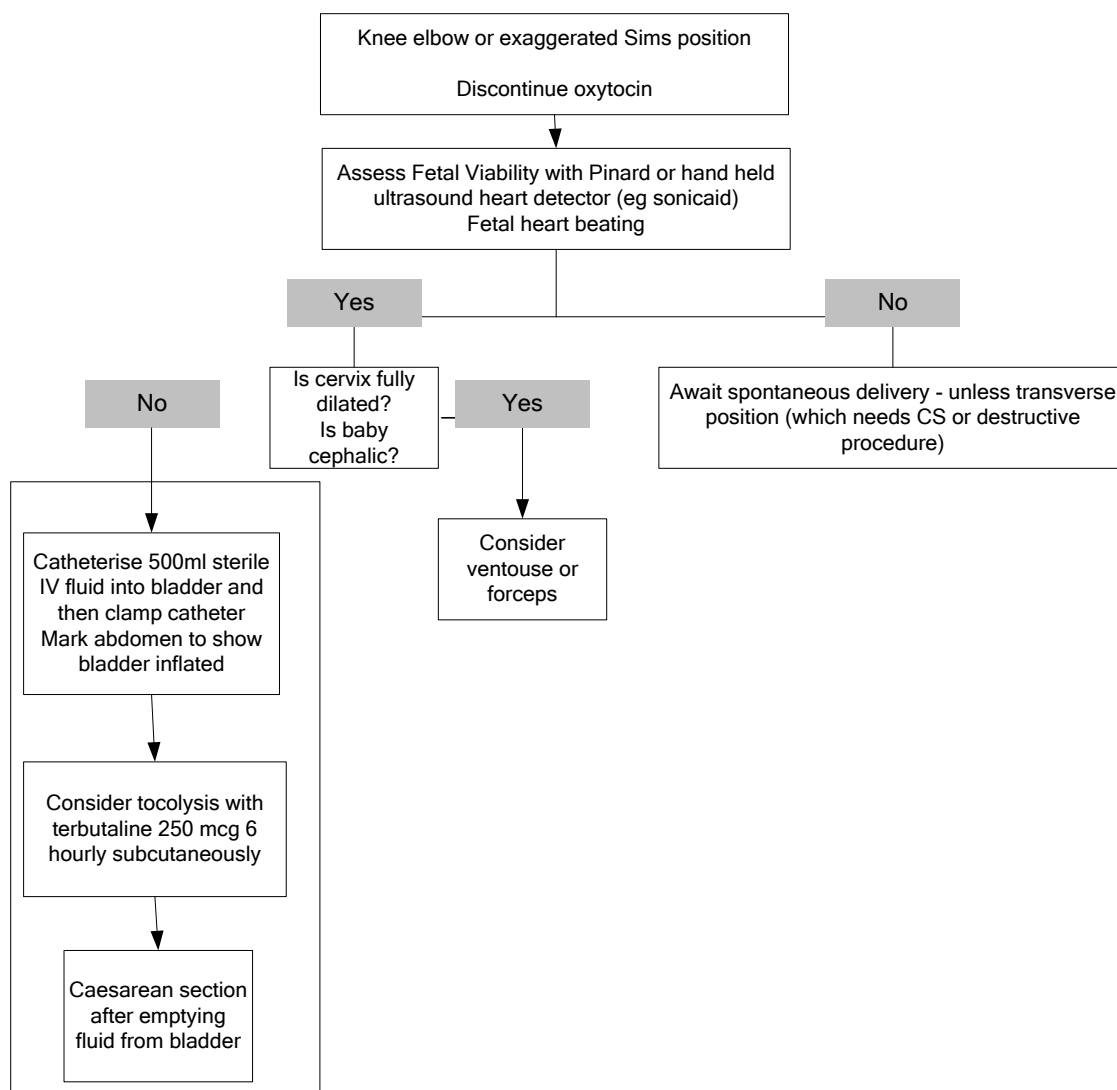 Knee elbow or exaggerated Sims position
Discontinue oxytocin
Assess Fetal Viability with Pinard or hand held
ultrasound heart detector (eg sonicaid)
Fetal heart beating
Yes
No
Is cervix fully
dilated?
Is baby
cephalic?
No
Yes
Await spontaneous delivery - unless transverse
position (which needs CS or destructive
procedure)
Catheterise 500ml sterile
IV fluid into bladder and
then clamp catheter
Mark abdomen to show
bladder inflated
Consider
ventouse or
forceps
Consider tocolysis with
terbutaline 250 mcg 6
hourly subcutaneously
Caesarean section
after emptying
fluid from bladder